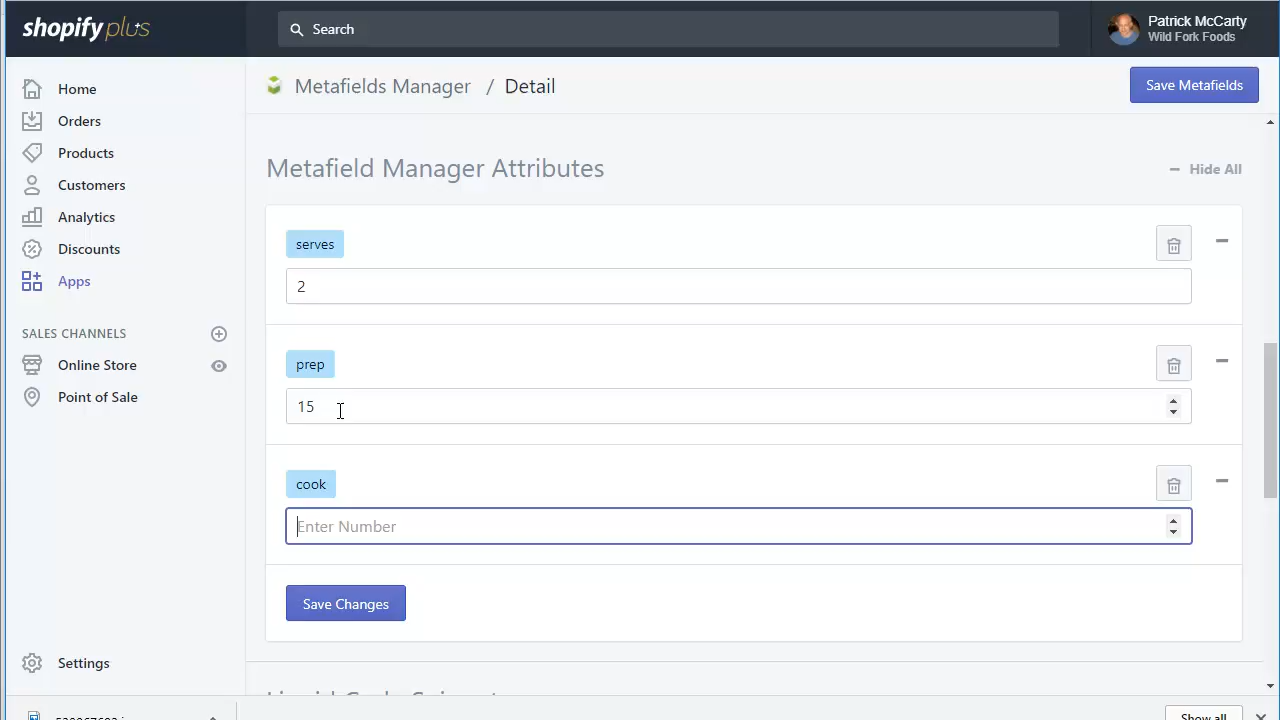 shopify plus
Search
Patrick McCarty
Wild Fork Foods
Home
Orders
Products
Customers
Analytics
Discounts
Apps
SALES CHANNELS
Online Store
Point of Sale
Settings
Metafields Manager / Detail
Save Metafields
Metafield Manager Attributes
Hide All
serves
2
prep
15
cook
Enter Number
Save Changes
Show all